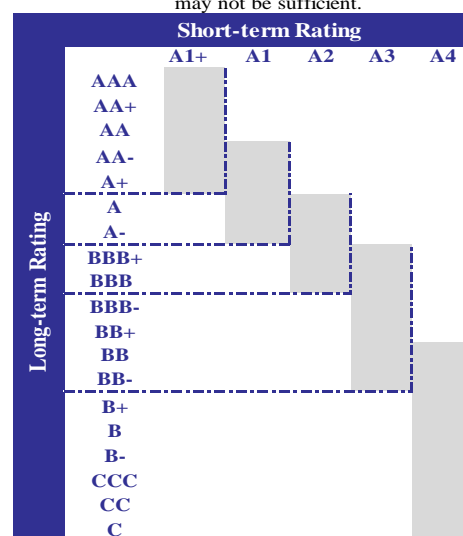 may not be sufficient.
Short-term Rating
A1+ A1 A2 A3 A4
Long-term Rating
AAA
AA+
AA
AA-
A+
A
A-
BBB+
BBB
BBB-
BB+
BB
BB-
B+
B
B-
CCC
CC
C